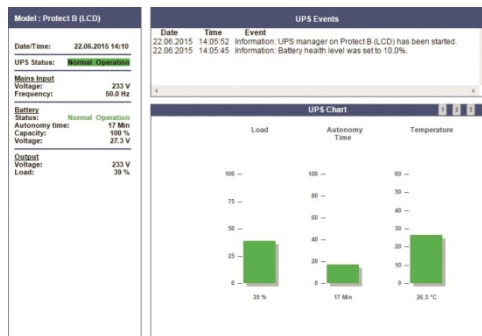 Model : Protect B (LCD)
Date/Time: 22.06.2015 14:10
UPS Status: Normal Operation
Mains Input
Voltage: 233 V
Frequency: 50.0 Hz
Battery
Status: Normal Operation
Autonomy time: 17 Min
Capacity: 100 %
Voltage: 27.3 V
Output
Voltage: 233 V
Load: 39 %
UPS Events
Date Time Event
22.06.2015 14:05:52 Information: UPS manager on Protect B (LCD) has been started.
22.06.2015 14:05:45 Information: Battery health level was set to 10.0%.
UPS Chart 1 2 3
Load Autonomy Time Temperature
100 75 50 25 0
100 80 60 40 20 0
60 50 40 30 20 10 0
39 % 17 Min 26.5 °C